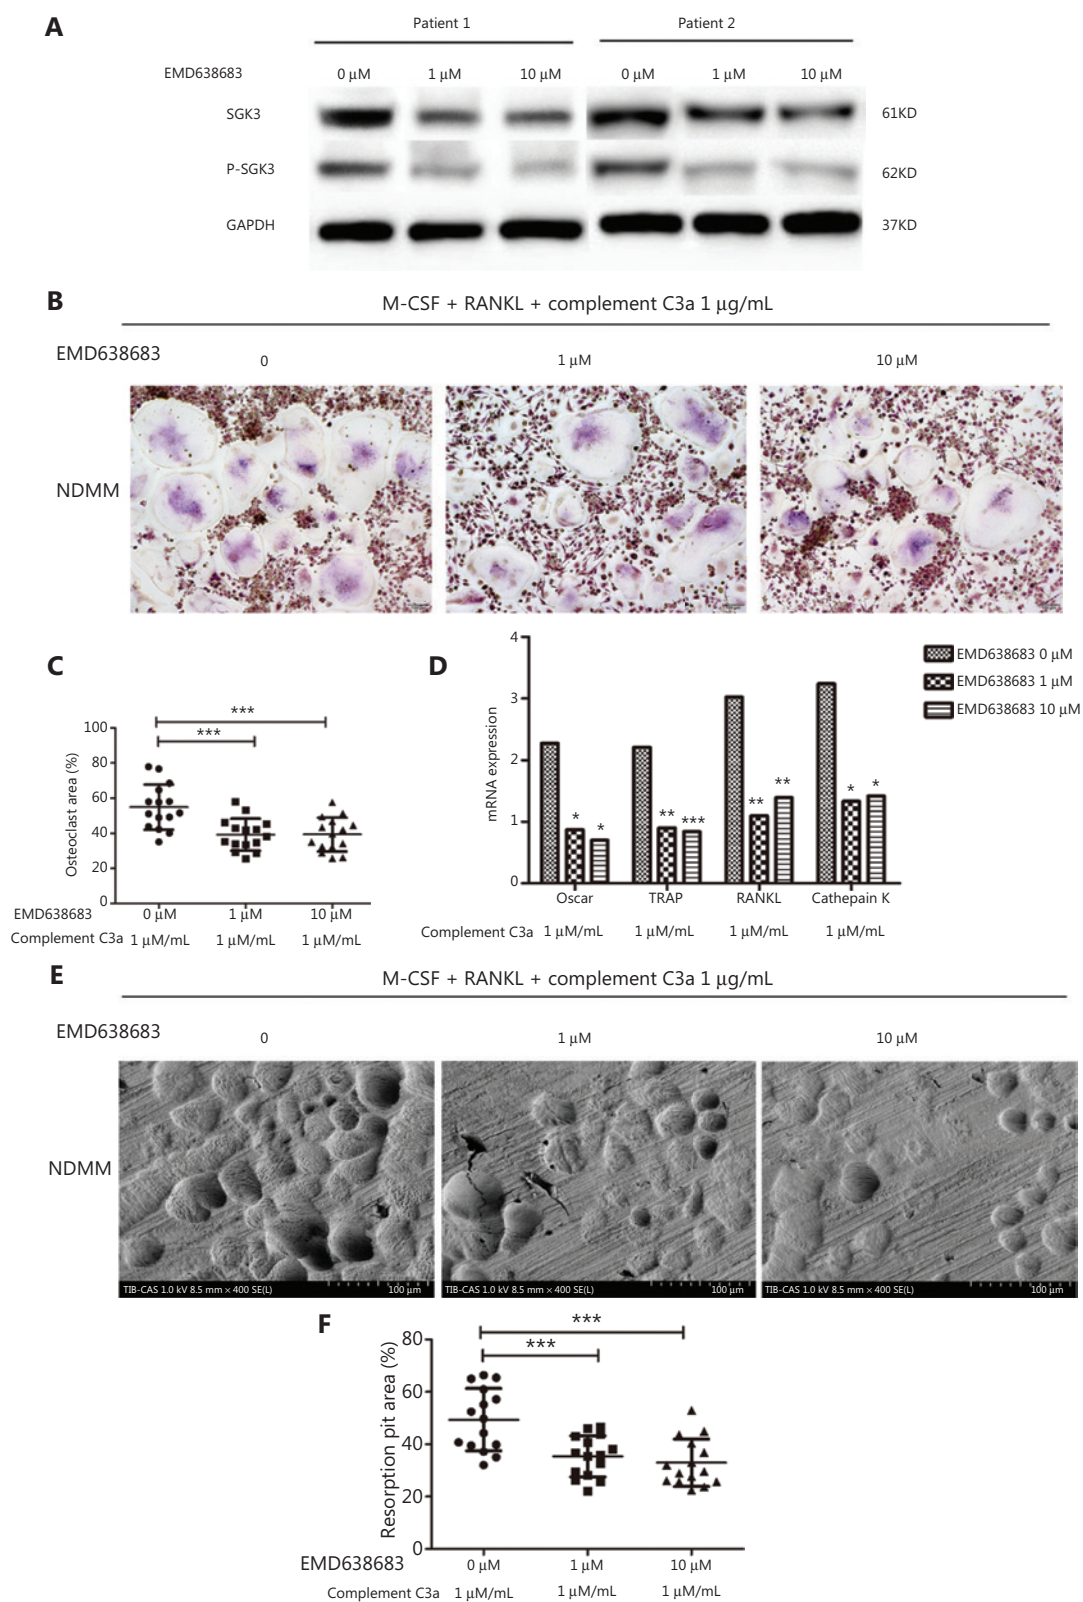 A
Patient 1 Patient 2
EMD638683 0 μM 1 μM 10 μM 0 μM 1 μM 10 μM
SGK3 61KD
P-SGK3 62KD
GAPDH 37KD
B
M-CSF + RANKL + complement C3a 1 μg/mL
EMD638683 0 1 μM 10 μM
NDMM
C
*** 
***
100
80
60
40
20
0
Osteoclast area (%)
EMD638683 0 μM 1 μM 10 μM
Complement C3a 1 μM/mL 1 μM/mL 1 μM/mL
D
4
3
2
1
0
mRNA expression
EMD638683 0 μM
EMD638683 1 μM
EMD638683 10 μM
* * ** *** ** ** * *
Oscar TRAP RANKL Cathepain K
Complement C3a 1 μM/mL 1 μM/mL 1 μM/mL 1 μM/mL
E
M-CSF + RANKL + complement C3a 1 μg/mL
EMD638683 0 1 μM 10 μM
NDMM
TIB-CAS 1.0 kV 8.5 mm × 400 SE(L) 100 μm TIB-CAS 1.0 kV 8.5 mm × 400 SE(L) 100 μm TIB-CAS 1.0 kV 8.5 mm × 400 SE(L) 100 μm
F
***
***
80
60
40
20
0
Resorption pit area (%)
EMD638683 0 μM 1 μM 10 μM
Complement C3a 1 μM/mL 1 μM/mL 1 μM/mL